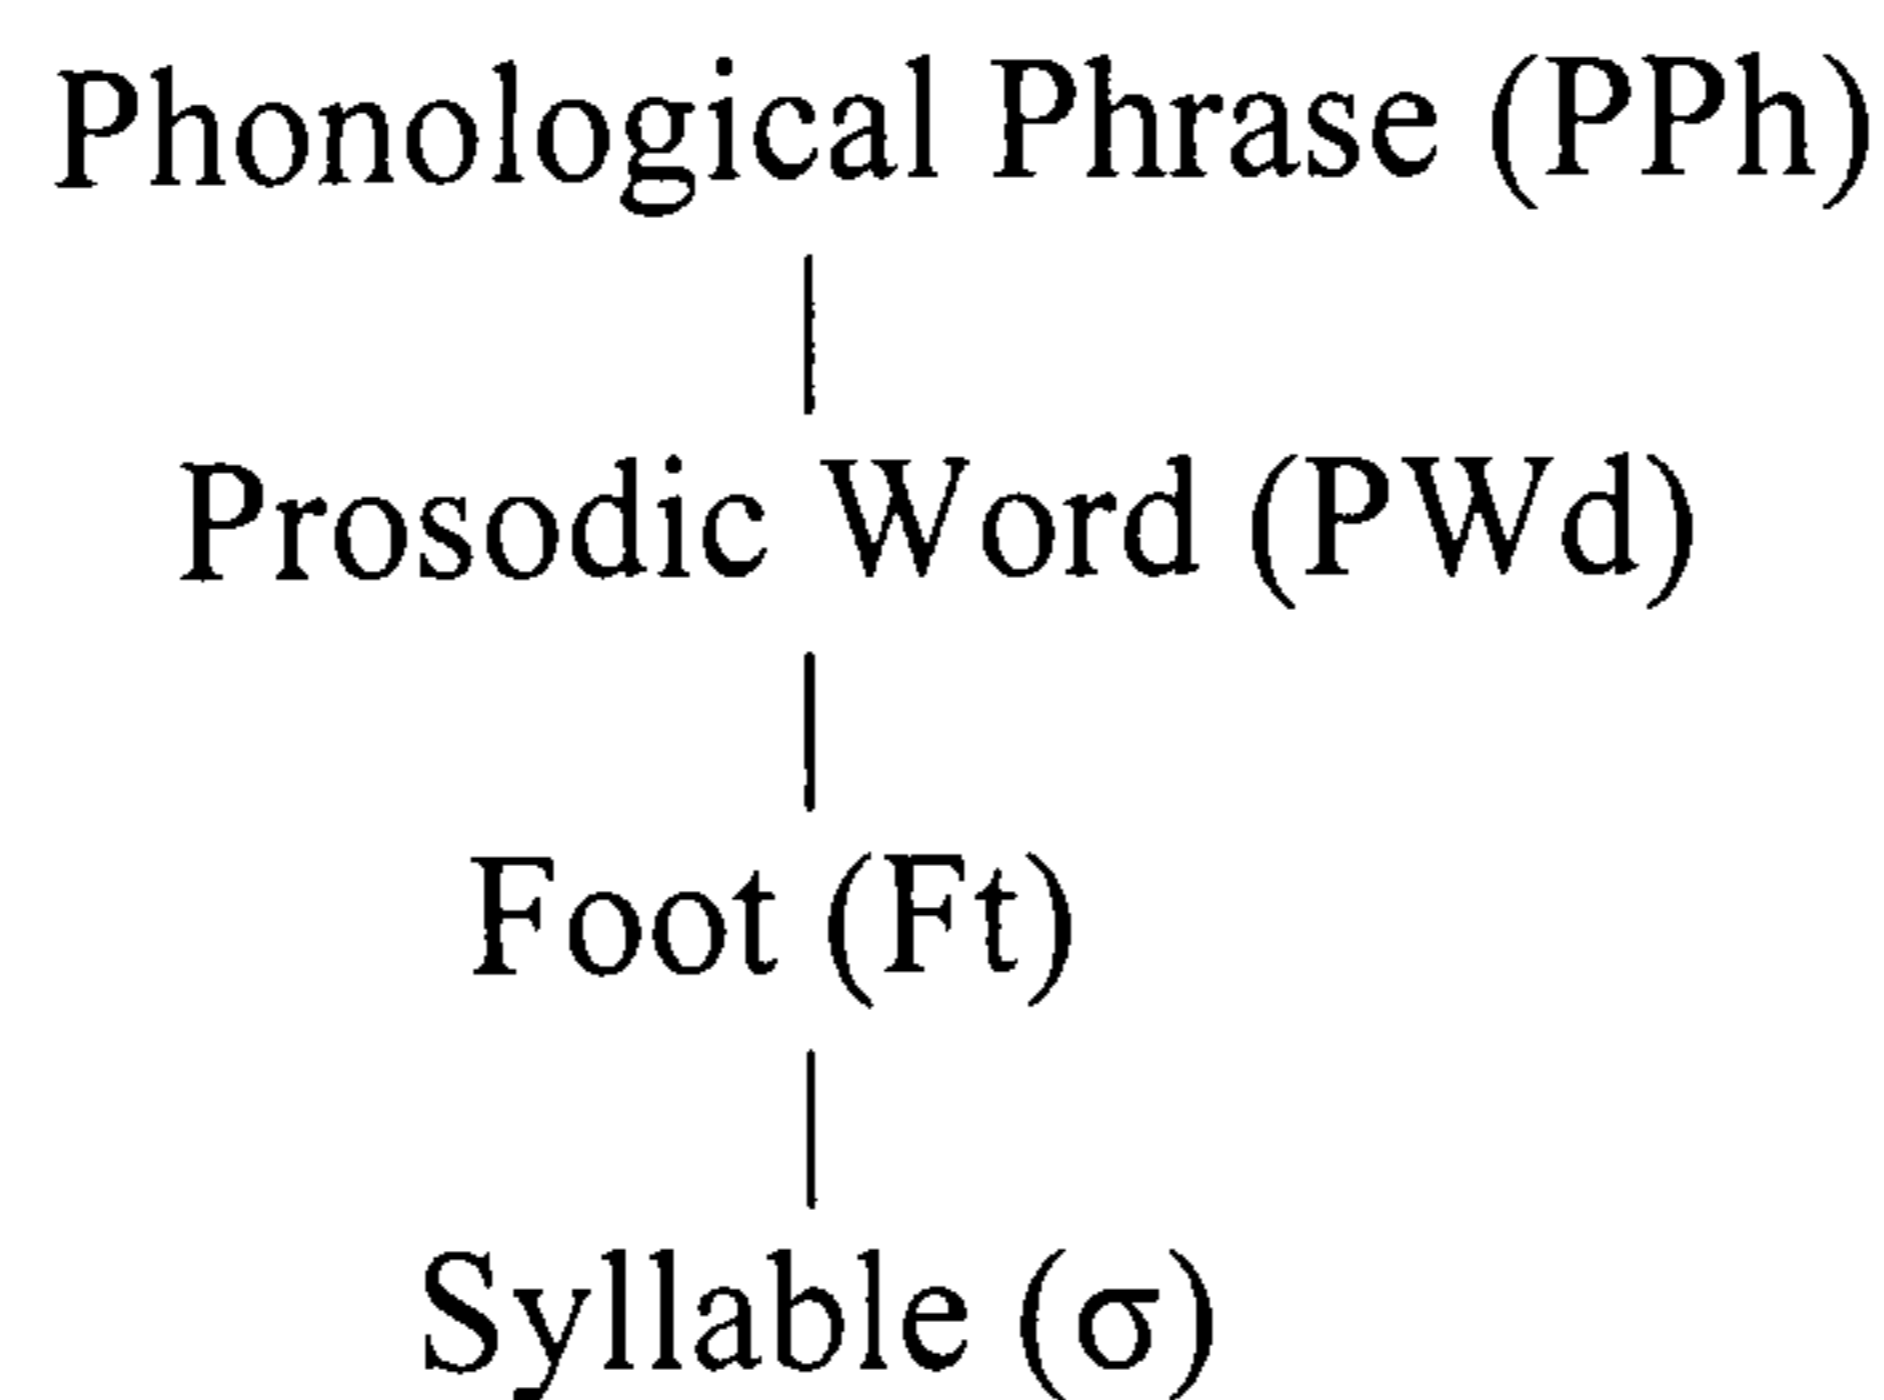 Phonological Phrase (PPh)
Prosodic Word (PWd)
Foot (Ft)
Syllable (σ)